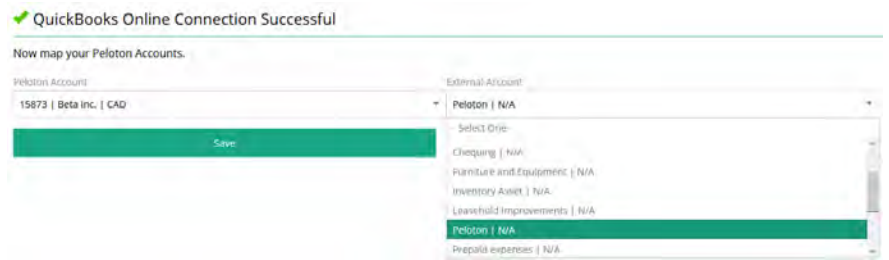 QuickBooks Online Connection Successful
Now map your Peloton Accounts.
Peloton Account
External Account
15873 | Beta Inc. | CAD
Peloton | N/A
Save
- Select One-
Chequing | N/A
Furniture and Equipment | N/A
Inventory Asset | N/A
Leasehold Improvements | N/A
Peloton | N/A
Prepaid expenses | N/A